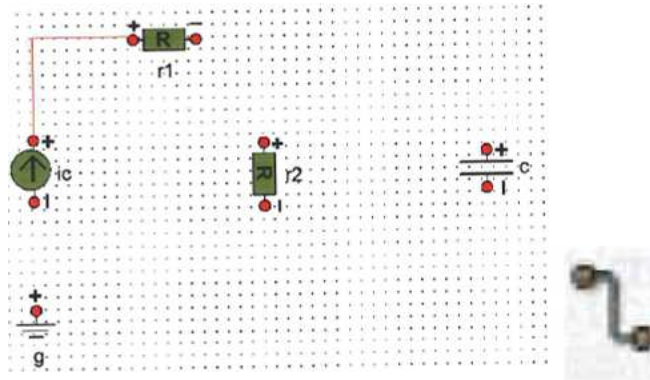 + R −
r1
+ + +
ic R r2 c
− − −
+
g